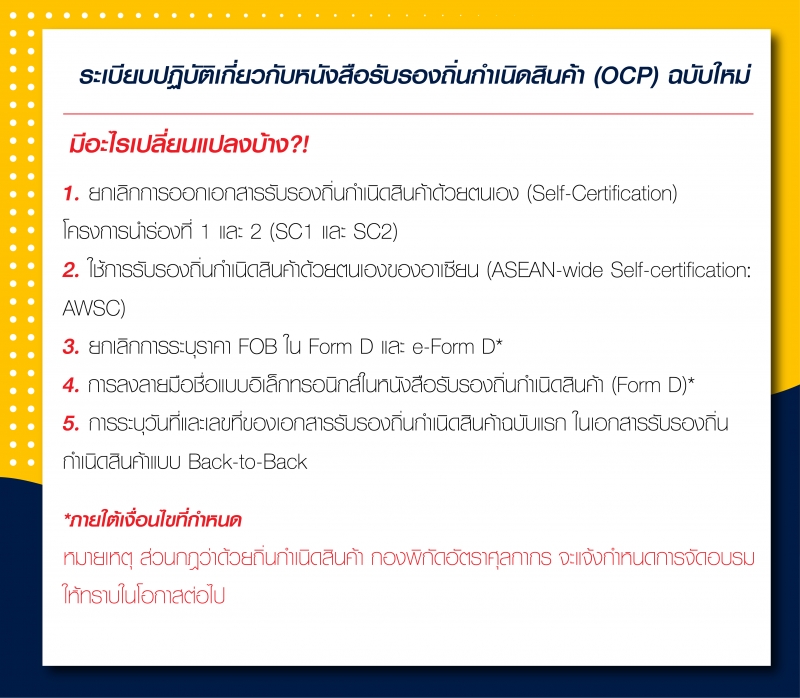 ระเบียบปฏิบัติเกี่ยวกับหนังสือรับรองถิ่นกำเนิดสินค้า (OCP) ฉบับใหม่
มีอะไรเปลี่ยนแปลงบ้าง?!
1. ยกเลิกการออกเอกสารรับรองถิ่นกำเนิดสินค้าด้วยตนเอง (Self-Certification)
โครงการนำร่องที่ 1 และ 2 (SC1 และ SC2)
2. ใช้การรับรองถิ่นกำเนิดสินค้าด้วยตนเองของอาเซียน (ASEAN-wide Self-certification:
AWSC)
3. ยกเลิกการระบุราคา FOB ใน Form D และ e-Form D*
4. การลงลายมือชื่อแบบอิเล็กทรอนิกส์ในหนังสือรับรองถิ่นกำเนิดสินค้า (Form D)*
5. การระบุวันที่และเลขที่ของเอกสารรับรองถิ่นกำเนิดสินค้าฉบับแรก ในเอกสารรับรองถิ่น
กำเนิดสินค้าแบบ Back-to-Back
*ภายใต้เงื่อนไขที่กำหนด
หมายเหตุ ส่วนกฎว่าด้วยถิ่นกำเนิดสินค้า กองพิกัดอัตราศุลกากร จะแจ้งกำหนดการจัดอบรม
ให้ทราบในโอกาสต่อไป